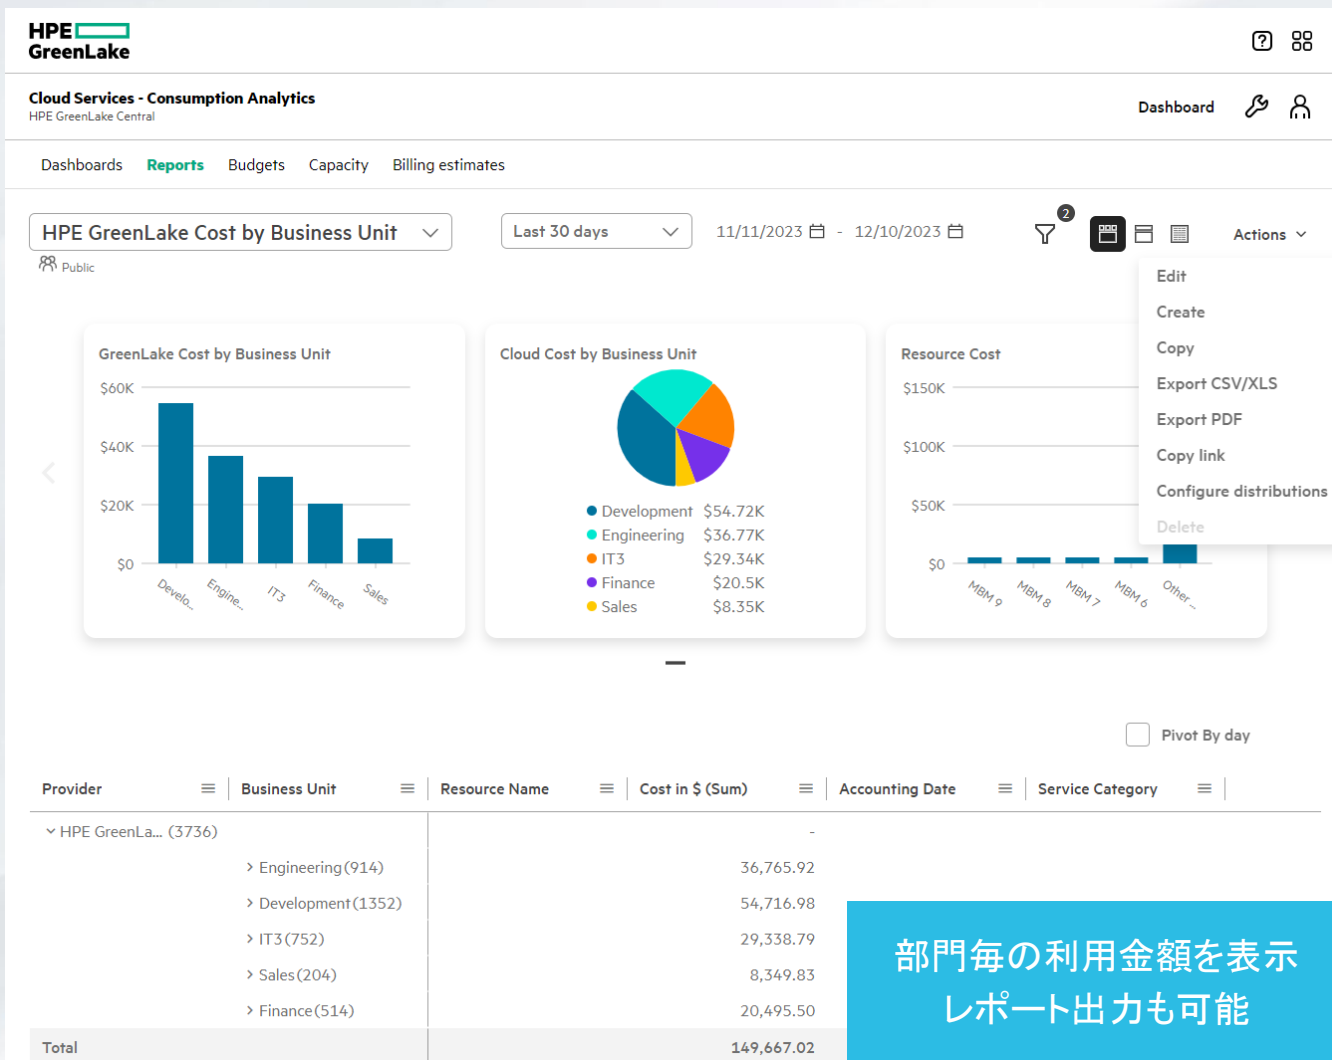 HPE
GreenLake
Cloud Services - Consumption Analytics
HPE GreenLake Central
Dashboard
Dashboards Reports Budgets Capacity Billing estimates
HPE GreenLake Cost by Business Unit
Last 30 days
11/11/2023 - 12/10/2023
2
Actions
Public
Edit
Create
Copy
Export CSV/XLS
Export PDF
Copy link
Configure distributions
Delete
GreenLake Cost by Business Unit
$60K
$40K
$20K
$0
Develo... Engine... IT3 Finance Sales
Cloud Cost by Business Unit
Development $54.72K
Engineering $36.77K
IT3 $29.34K
Finance $20.5K
Sales $8.35K
Resource Cost
$150K
$100K
$50K
$0
MBM 9 MBM 8 MBM 7 MBM 6 Other ...
Pivot By day
Provider Business Unit Resource Name Cost in $ (Sum) Accounting Date Service Category
HPE GreenLa... (3736) -
Engineering(914) 36,765.92
Development(1352) 54,716.98
IT3(752) 29,338.79
Sales(204) 8,349.83
Finance(514) 20,495.50
Total 149,667.02
部門毎の利用金額を表示
レポート出力も可能